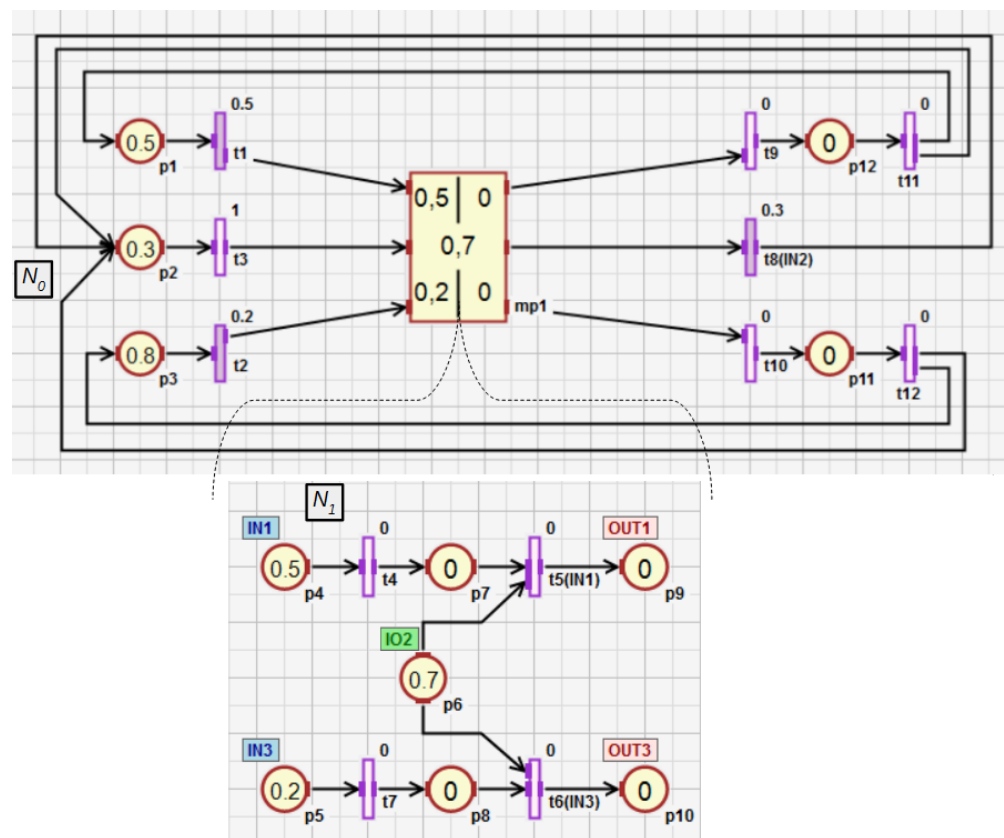 0.5
0
0
0.5
p1
t1
t9
0
p12
t11
0,5 0
1
0.3
N0
0.3
p2
t3
0,7
t8(IN2)
0,2 0
mp1
0.2
0
0
0.8
p3
t2
t10
0
p11
t12
N1
IN1
0
0
OUT1
0.5
p4
t4
0
p7
t5(IN1)
0
p9
IO2
0.7
p6
IN3
0
0
OUT3
0.2
p5
t7
0
p8
t6(IN3)
0
p10